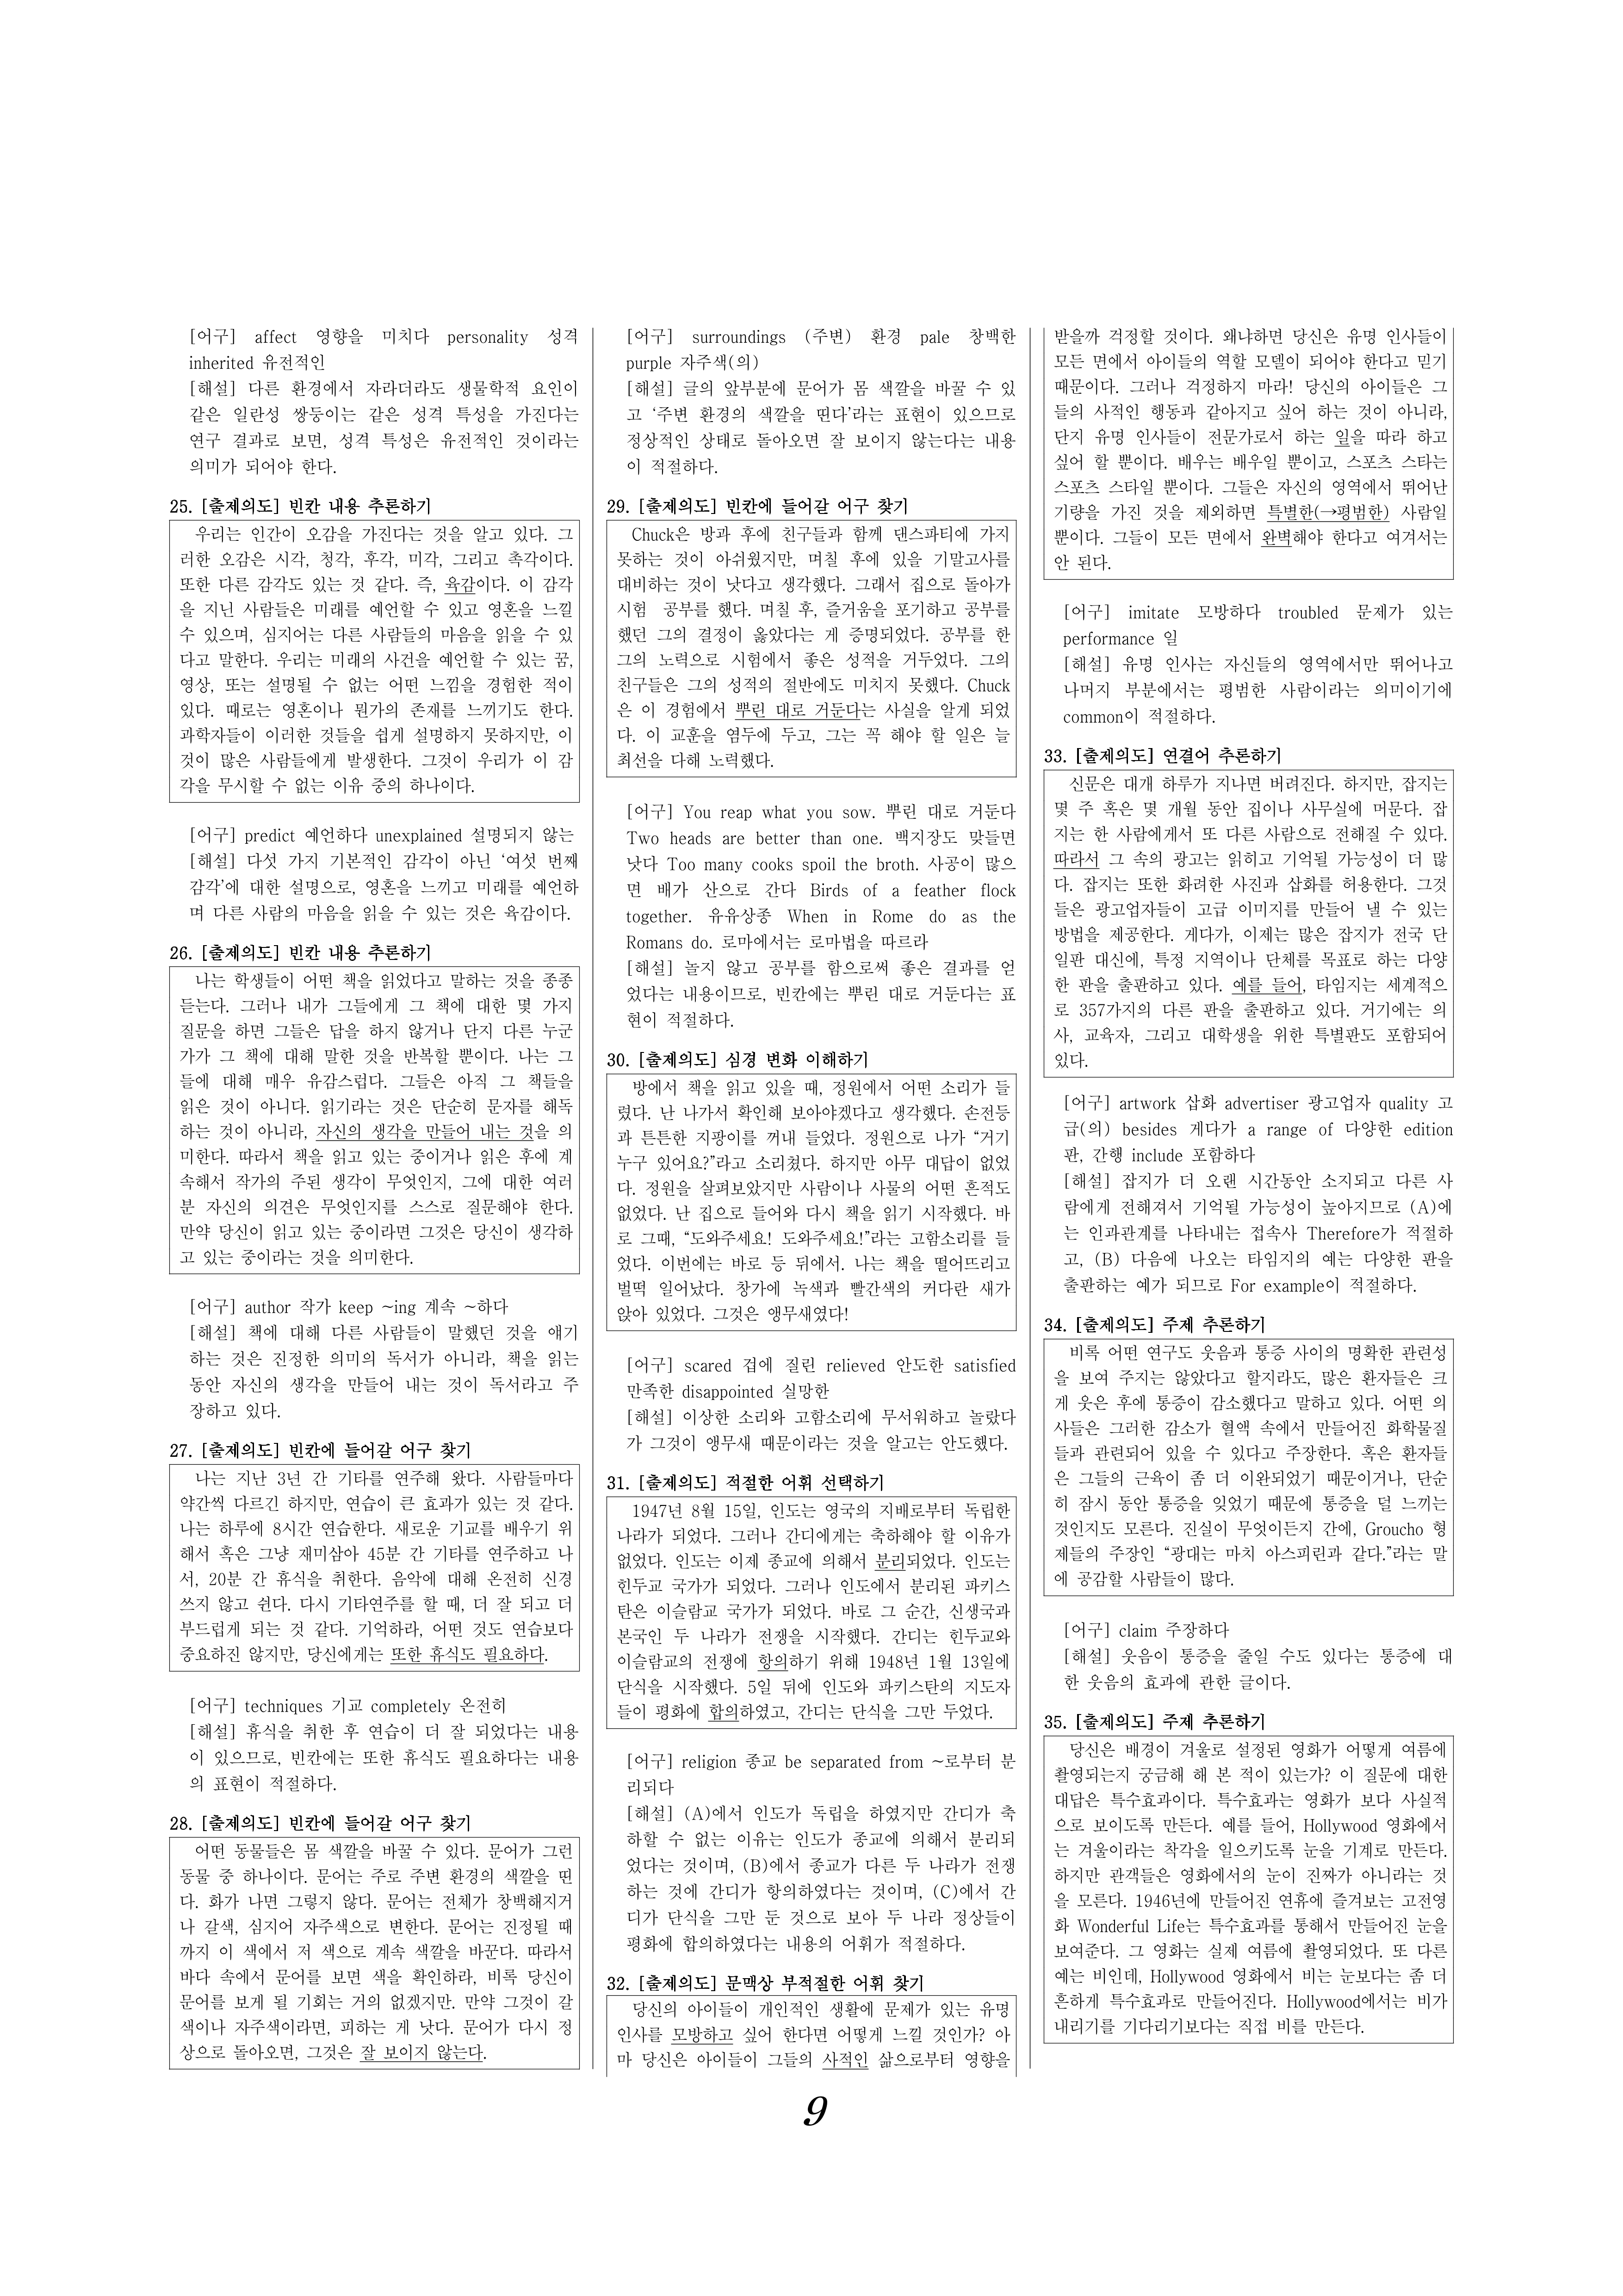 [어구] affect 영향을 미치다 personality 성격
inherited 유전적인
[해설] 다른 환경에서 자라더라도 생물학적 요인이
같은 일란성 쌍둥이는 같은 성격 특성을 가진다는
연구 결과로 보면, 성격 특성은 유전적인 것이라는
의미가 되어야 한다.
25. [출제의도] 빈칸 내용 추론하기
우리는 인간이 오감을 가진다는 것을 알고 있다. 그
러한 오감은 시각, 청각, 후각, 미각, 그리고 촉각이다.
또한 다른 감각도 있는 것 같다. 즉, 육감이다. 이 감각
을 지닌 사람들은 미래를 예언할 수 있고 영혼을 느낄
수 있으며, 심지어는 다른 사람들의 마음을 읽을 수 있
다고 말한다. 우리는 미래의 사건을 예언할 수 있는 꿈,
영상, 또는 설명될 수 없는 어떤 느낌을 경험한 적이
있다. 때로는 영혼이나 뭔가의 존재를 느끼기도 한다.
과학자들이 이러한 것들을 쉽게 설명하지 못하지만, 이
것이 많은 사람들에게 발생한다. 그것이 우리가 이 감
각을 무시할 수 없는 이유 중의 하나이다.
[어구] predict 예언하다 unexplained 설명되지 않는
[해설] 다섯 가지 기본적인 감각이 아닌 ‘여섯 번째
감각’에 대한 설명으로, 영혼을 느끼고 미래를 예언하
며 다른 사람의 마음을 읽을 수 있는 것은 육감이다.
26. [출제의도] 빈칸 내용 추론하기
나는 학생들이 어떤 책을 읽었다고 말하는 것을 종종
듣는다. 그러나 내가 그들에게 그 책에 대한 몇 가지
질문을 하면 그들은 답을 하지 않거나 단지 다른 누군
가가 그 책에 대해 말한 것을 반복할 뿐이다. 나는 그
들에 대해 매우 유감스럽다. 그들은 아직 그 책들을
읽은 것이 아니다. 읽기라는 것은 단순히 문자를 해독
하는 것이 아니라, 자신의 생각을 만들어 내는 것을 의
미한다. 따라서 책을 읽고 있는 중이거나 읽은 후에 계
속해서 작가의 주된 생각이 무엇인지, 그에 대한 여러
분 자신의 의견은 무엇인지를 스스로 질문해야 한다.
만약 당신이 읽고 있는 중이라면 그것은 당신이 생각하
고 있는 중이라는 것을 의미한다.
[어구] author 작가 keep ~ing 계속 ~하다
[해설] 책에 대해 다른 사람들이 말했던 것을 얘기
하는 것은 진정한 의미의 독서가 아니라, 책을 읽는
동안 자신의 생각을 만들어 내는 것이 독서라고 주
장하고 있다.
27. [출제의도] 빈칸에 들어갈 어구 찾기
나는 지난 3년 간 기타를 연주해 왔다. 사람들마다
약간씩 다르긴 하지만, 연습이 큰 효과가 있는 것 같다.
나는 하루에 8시간 연습한다. 새로운 기교를 배우기 위
해서 혹은 그냥 재미삼아 45분 간 기타를 연주하고 나
서, 20분 간 휴식을 취한다. 음악에 대해 온전히 신경
쓰지 않고 쉰다. 다시 기타연주를 할 때, 더 잘 되고 더
부드럽게 되는 것 같다. 기억하라, 어떤 것도 연습보다
중요하진 않지만, 당신에게는 또한 휴식도 필요하다.
[어구] techniques 기교 completely 온전히
[해설] 휴식을 취한 후 연습이 더 잘 되었다는 내용
이 있으므로, 빈칸에는 또한 휴식도 필요하다는 내용
의 표현이 적절하다.
28. [출제의도] 빈칸에 들어갈 어구 찾기
어떤 동물들은 몸 색깔을 바꿀 수 있다. 문어가 그런
동물 중 하나이다. 문어는 주로 주변 환경의 색깔을 띤
다. 화가 나면 그렇지 않다. 문어는 전체가 창백해지거
나 갈색, 심지어 자주색으로 변한다. 문어는 진정될 때
까지 이 색에서 저 색으로 계속 색깔을 바꾼다. 따라서
바다 속에서 문어를 보면 색을 확인하라, 비록 당신이
문어를 보게 될 기회는 거의 없겠지만. 만약 그것이 갈
색이나 자주색이라면, 피하는 게 낫다. 문어가 다시 정
상으로 돌아오면, 그것은 잘 보이지 않는다.
[어구] surroundings (주변) 환경 pale 창백한
purple 자주색(의)
[해설] 글의 앞부분에 문어가 몸 색깔을 바꿀 수 있
고 ‘주변 환경의 색깔을 띤다’라는 표현이 있으므로
정상적인 상태로 돌아오면 잘 보이지 않는다는 내용
이 적절하다.
29. [출제의도] 빈칸에 들어갈 어구 찾기
Chuck은 방과 후에 친구들과 함께 댄스파티에 가지
못하는 것이 아쉬웠지만, 며칠 후에 있을 기말고사를
대비하는 것이 낫다고 생각했다. 그래서 집으로 돌아가
시험 공부를 했다. 며칠 후, 즐거움을 포기하고 공부를
했던 그의 결정이 옳았다는 게 증명되었다. 공부를 한
그의 노력으로 시험에서 좋은 성적을 거두었다. 그의
친구들은 그의 성적의 절반에도 미치지 못했다. Chuck
은 이 경험에서 뿌린 대로 거둔다는 사실을 알게 되었
다. 이 교훈을 염두에 두고, 그는 꼭 해야 할 일은 늘
최선을 다해 노력했다.
[어구] You reap what you sow. 뿌린 대로 거둔다
Two heads are better than one. 백지장도 맞들면
낫다 Too many cooks spoil the broth. 사공이 많으
면 배가 산으로 간다 Birds of a feather flock
together. 유유상종 When in Rome do as the
Romans do. 로마에서는 로마법을 따르라
[해설] 놀지 않고 공부를 함으로써 좋은 결과를 얻
었다는 내용이므로, 빈칸에는 뿌린 대로 거둔다는 표
현이 적절하다.
30. [출제의도] 심경 변화 이해하기
방에서 책을 읽고 있을 때, 정원에서 어떤 소리가 들
렸다. 난 나가서 확인해 보아야겠다고 생각했다. 손전등
과 튼튼한 지팡이를 꺼내 들었다. 정원으로 나가 “거기
누구 있어요?”라고 소리쳤다. 하지만 아무 대답이 없었
다. 정원을 살펴보았지만 사람이나 사물의 어떤 흔적도
없었다. 난 집으로 들어와 다시 책을 읽기 시작했다. 바
로 그때, “도와주세요! 도와주세요!”라는 고함소리를 들
었다. 이번에는 바로 등 뒤에서. 나는 책을 떨어뜨리고
벌떡 일어났다. 창가에 녹색과 빨간색의 커다란 새가
앉아 있었다. 그것은 앵무새였다!
[어구] scared 겁에 질린 relieved 안도한 satisfied
만족한 disappointed 실망한
[해설] 이상한 소리와 고함소리에 무서워하고 놀랐다
가 그것이 앵무새 때문이라는 것을 알고는 안도했다.
31. [출제의도] 적절한 어휘 선택하기
1947년 8월 15일, 인도는 영국의 지배로부터 독립한
나라가 되었다. 그러나 간디에게는 축하해야 할 이유가
없었다. 인도는 이제 종교에 의해서 분리되었다. 인도는
힌두교 국가가 되었다. 그러나 인도에서 분리된 파키스
탄은 이슬람교 국가가 되었다. 바로 그 순간, 신생국과
본국인 두 나라가 전쟁을 시작했다. 간디는 힌두교와
이슬람교의 전쟁에 항의하기 위해 1948년 1월 13일에
단식을 시작했다. 5일 뒤에 인도와 파키스탄의 지도자
들이 평화에 합의하였고, 간디는 단식을 그만 두었다.
[어구] religion 종교 be separated from ~로부터 분
리되다
[해설] (A)에서 인도가 독립을 하였지만 간디가 축
하할 수 없는 이유는 인도가 종교에 의해서 분리되
었다는 것이며, (B)에서 종교가 다른 두 나라가 전쟁
하는 것에 간디가 항의하였다는 것이며, (C)에서 간
디가 단식을 그만 둔 것으로 보아 두 나라 정상들이
평화에 합의하였다는 내용의 어휘가 적절하다.
32. [출제의도] 문맥상 부적절한 어휘 찾기
당신의 아이들이 개인적인 생활에 문제가 있는 유명
인사를 모방하고 싶어 한다면 어떻게 느낄 것인가? 아
마 당신은 아이들이 그들의 사적인 삶으로부터 영향을
받을까 걱정할 것이다. 왜냐하면 당신은 유명 인사들이
모든 면에서 아이들의 역할 모델이 되어야 한다고 믿기
때문이다. 그러나 걱정하지 마라! 당신의 아이들은 그
들의 사적인 행동과 같아지고 싶어 하는 것이 아니라,
단지 유명 인사들이 전문가로서 하는 일을 따라 하고
싶어 할 뿐이다. 배우는 배우일 뿐이고, 스포츠 스타는
스포츠 스타일 뿐이다. 그들은 자신의 영역에서 뛰어난
기량을 가진 것을 제외하면 특별한(→평범한) 사람일
뿐이다. 그들이 모든 면에서 완벽해야 한다고 여겨서는
안 된다.
[어구] imitate 모방하다 troubled 문제가 있는
performance 일
[해설] 유명 인사는 자신들의 영역에서만 뛰어나고
나머지 부분에서는 평범한 사람이라는 의미이기에
common이 적절하다.
33. [출제의도] 연결어 추론하기
신문은 대개 하루가 지나면 버려진다. 하지만, 잡지는
몇 주 혹은 몇 개월 동안 집이나 사무실에 머문다. 잡
지는 한 사람에게서 또 다른 사람으로 전해질 수 있다.
따라서 그 속의 광고는 읽히고 기억될 가능성이 더 많
다. 잡지는 또한 화려한 사진과 삽화를 허용한다. 그것
들은 광고업자들이 고급 이미지를 만들어 낼 수 있는
방법을 제공한다. 게다가, 이제는 많은 잡지가 전국 단
일판 대신에, 특정 지역이나 단체를 목표로 하는 다양
한 판을 출판하고 있다. 예를 들어, 타임지는 세계적으
로 357가지의 다른 판을 출판하고 있다. 거기에는 의
사, 교육자, 그리고 대학생을 위한 특별판도 포함되어
있다.
[어구] artwork 삽화 advertiser 광고업자 quality 고
급(의) besides 게다가 a range of 다양한 edition
판, 간행 include 포함하다
[해설] 잡지가 더 오랜 시간동안 소지되고 다른 사
람에게 전해져서 기억될 가능성이 높아지므로 (A)에
는 인과관계를 나타내는 접속사 Therefore가 적절하
고, (B) 다음에 나오는 타임지의 예는 다양한 판을
출판하는 예가 되므로 For example이 적절하다.
34. [출제의도] 주제 추론하기
비록 어떤 연구도 웃음과 통증 사이의 명확한 관련성
을 보여 주지는 않았다고 할지라도, 많은 환자들은 크
게 웃은 후에 통증이 감소했다고 말하고 있다. 어떤 의
사들은 그러한 감소가 혈액 속에서 만들어진 화학물질
들과 관련되어 있을 수 있다고 주장한다. 혹은 환자들
은 그들의 근육이 좀 더 이완되었기 때문이거나, 단순
히 잠시 동안 통증을 잊었기 때문에 통증을 덜 느끼는
것인지도 모른다. 진실이 무엇이든지 간에, Groucho 형
제들의 주장인 “광대는 마치 아스피린과 같다.”라는 말
에 공감할 사람들이 많다.
[어구] claim 주장하다
[해설] 웃음이 통증을 줄일 수도 있다는 통증에 대
한 웃음의 효과에 관한 글이다.
35. [출제의도] 주제 추론하기
당신은 배경이 겨울로 설정된 영화가 어떻게 여름에
촬영되는지 궁금해 해 본 적이 있는가? 이 질문에 대한
대답은 특수효과이다. 특수효과는 영화가 보다 사실적
으로 보이도록 만든다. 예를 들어, Hollywood 영화에서
는 겨울이라는 착각을 일으키도록 눈을 기계로 만든다.
하지만 관객들은 영화에서의 눈이 진짜가 아니라는 것
을 모른다. 1946년에 만들어진 연휴에 즐겨보는 고전영
화 Wonderful Life는 특수효과를 통해서 만들어진 눈을
보여준다. 그 영화는 실제 여름에 촬영되었다. 또 다른
예는 비인데, Hollywood 영화에서 비는 눈보다는 좀 더
흔하게 특수효과로 만들어진다. Hollywood에서는 비가
내리기를 기다리기보다는 직접 비를 만든다.
9